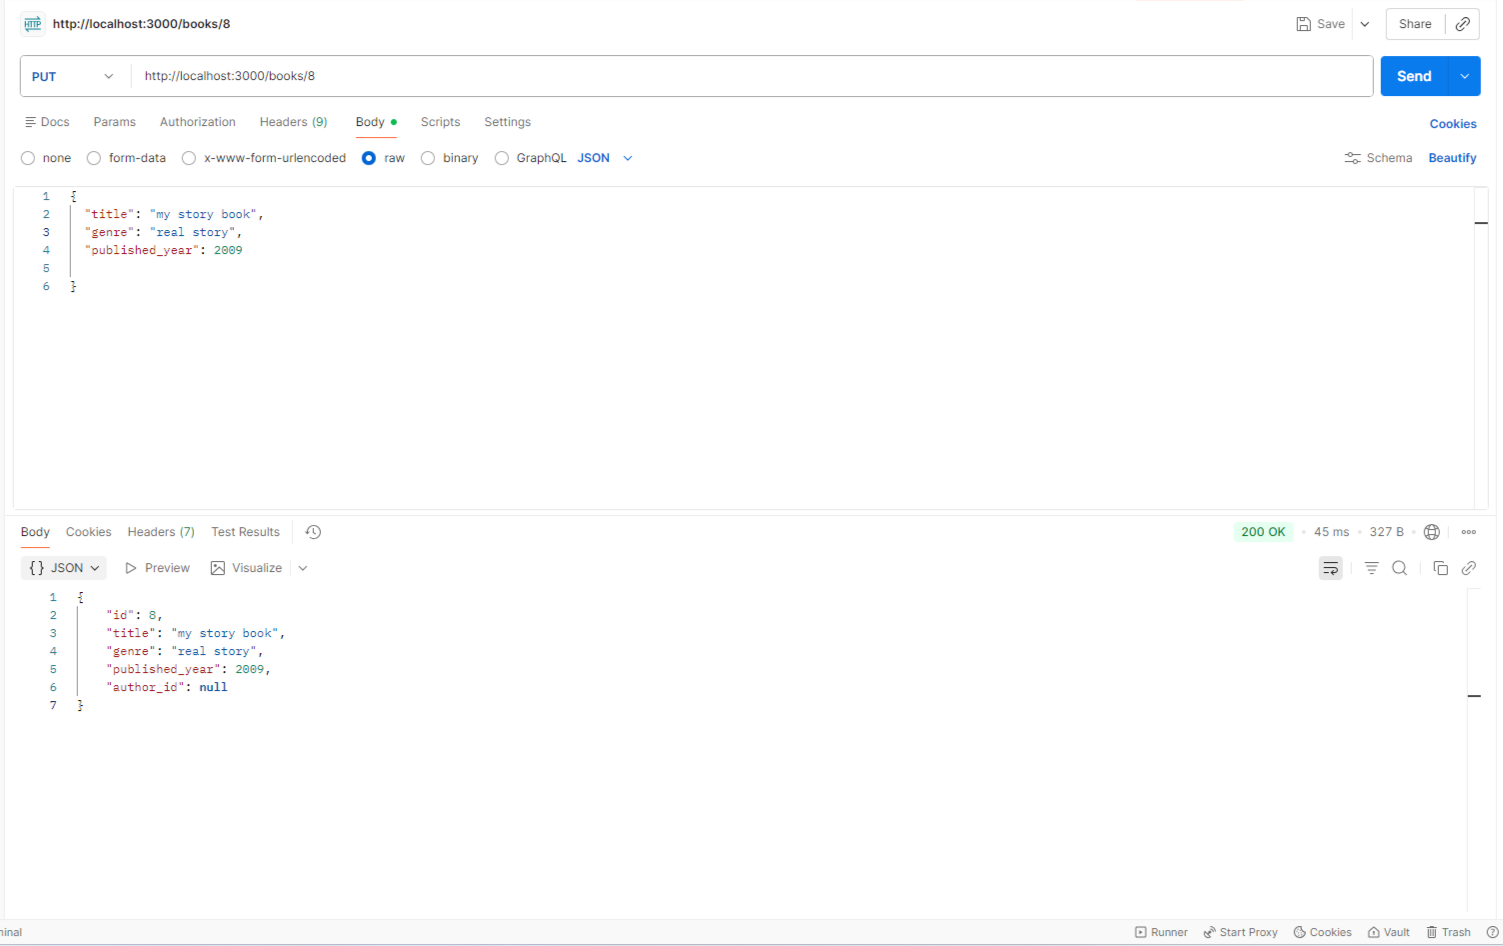 HTTP http://localhost:3000/books/8 Save Share
PUT http://localhost:3000/books/8 Send
Docs Params Authorization Headers (9) Body Scripts Settings Cookies
none form-data x-www-form-urlencoded raw binary GraphQL JSON Schema Beautify
1 {
2 "title": "my story book",
3 "genre": "real story",
4 "published_year": 2009
5
6 }
Body Cookies Headers (7) Test Results 200 OK 45 ms 327 B
{} JSON Preview Visualize
1 {
2 "id": 8,
3 "title": "my story book",
4 "genre": "real story",
5 "published_year": 2009,
6 "author_id": null
7 }
ninal Runner Start Proxy Cookies Vault Trash